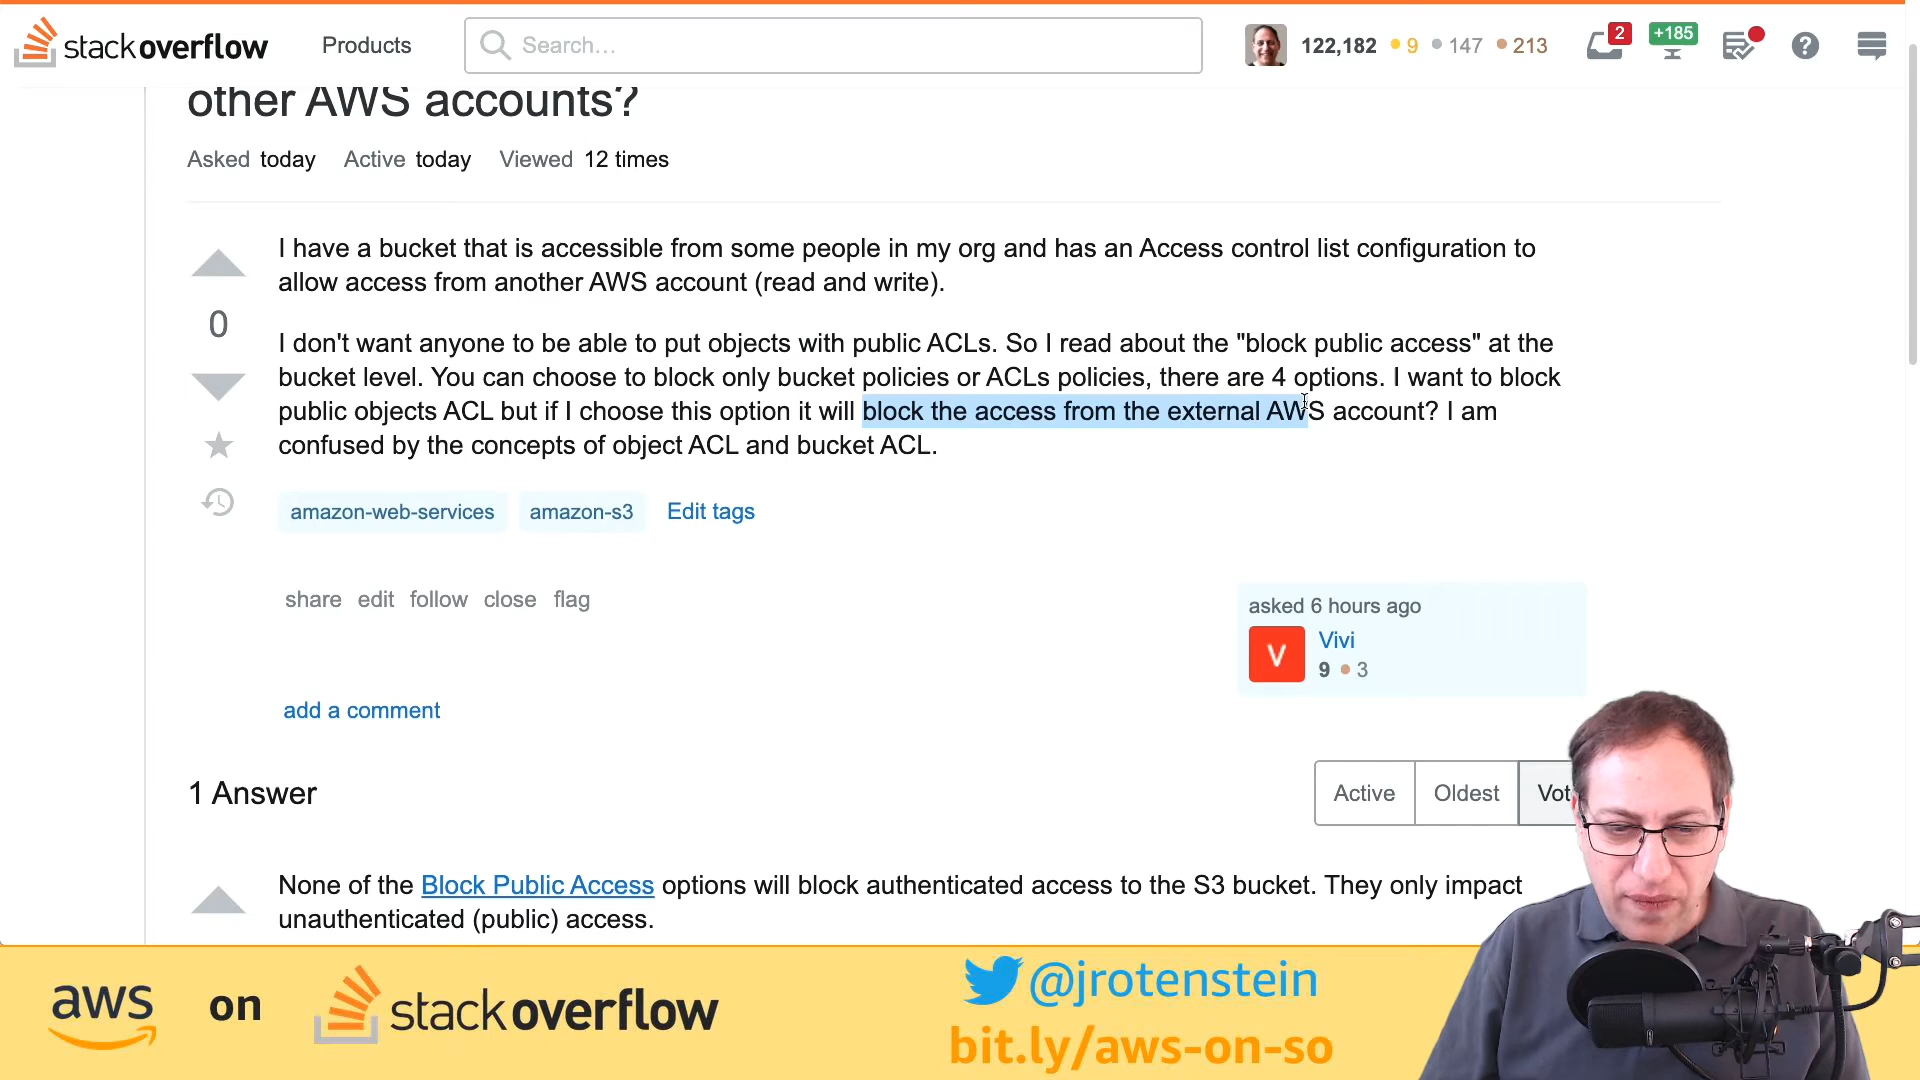 stackoverflow Products Search... 122,182 9 147 213 2 +185 ?
other AWS accounts?
Asked today Active today Viewed 12 times
I have a bucket that is accessible from some people in my org and has an Access control list configuration to
allow access from another AWS account (read and write).
0
I don't want anyone to be able to put objects with public ACLs. So I read about the "block public access" at the
bucket level. You can choose to block only bucket policies or ACLs policies, there are 4 options. I want to block
public objects ACL but if I choose this option it will block the access from the external AWS account? I am
confused by the concepts of object ACL and bucket ACL.
amazon-web-services amazon-s3 Edit tags
share edit follow close flag
asked 6 hours ago
V
Vivi
9 3
add a comment
1 Answer
Active Oldest Vot
None of the Block Public Access options will block authenticated access to the S3 bucket. They only impact
unauthenticated (public) access.
aws on stackoverflow
@jrotenstein
bit.ly/aws-on-so